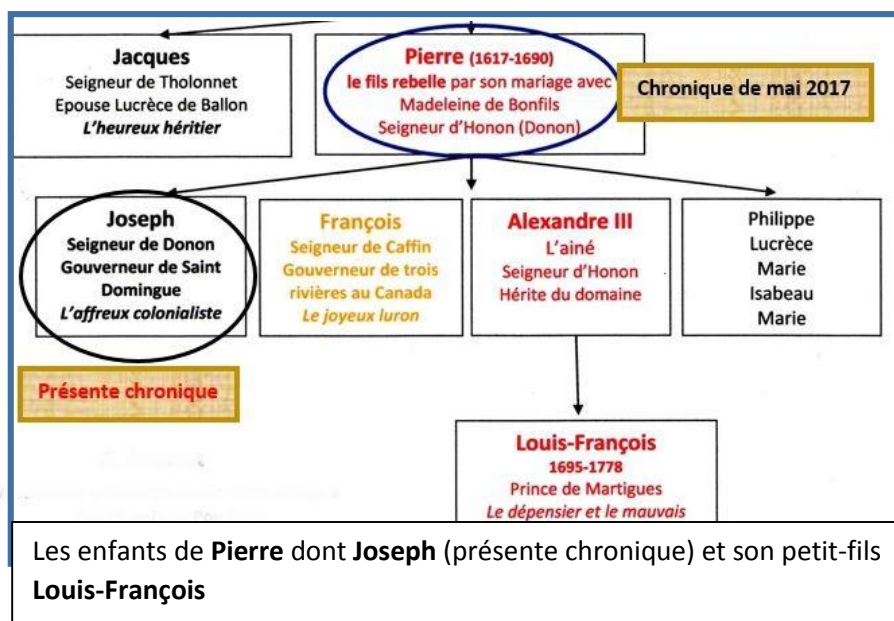 Jacques
Seigneur de Tholonnet
Epouse Lucrèce de Ballon
L'heureux héritier
Pierre (1617-1690)
le fils rebelle par son mariage avec
Madeleine de Bonfils
Seigneur d'Honon (Donon)
Chronique de mai 2017
Joseph
Seigneur de Donon
Gouverneur de Saint
Domingue
L'affreux colonialiste
François
Seigneur de Caffin
Gouverneur de trois
rivières au Canada
Le joyeux luron
Alexandre III
L'ainé
Seigneur d'Honon
Hérite du domaine
Philippe
Lucrèce
Marie
Isabeau
Marie
Présente chronique
Louis-François
1695-1778
Prince de Martigues
Le dépensier et le mauvais
Les enfants de Pierre dont Joseph (présente chronique) et son petit-fils
Louis-François